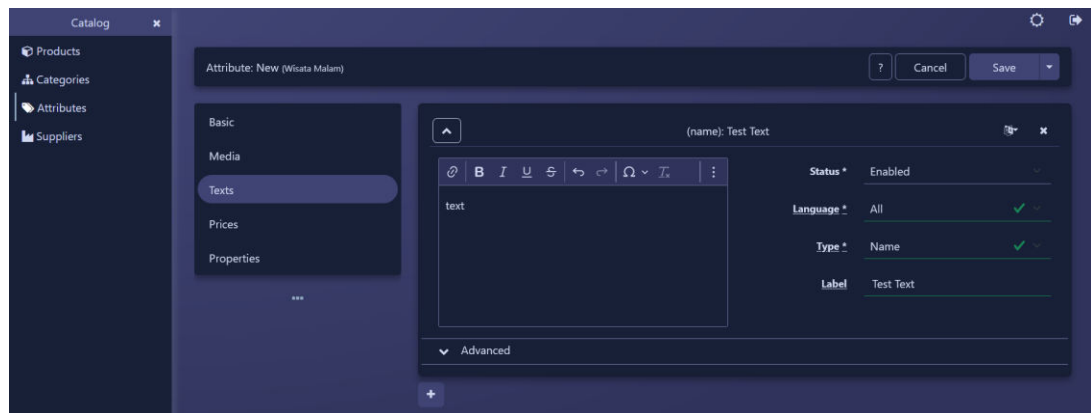 Catalog
Products
Categories
Attributes
Suppliers
Attribute: New (Wisata Malam)
?
Cancel
Save
Basic
Media
Texts
Prices
Properties
(name): Test Text
B I U S Ω Tx
text
Status *
Enabled
Language *
All
Type *
Name
Label
Test Text
Advanced